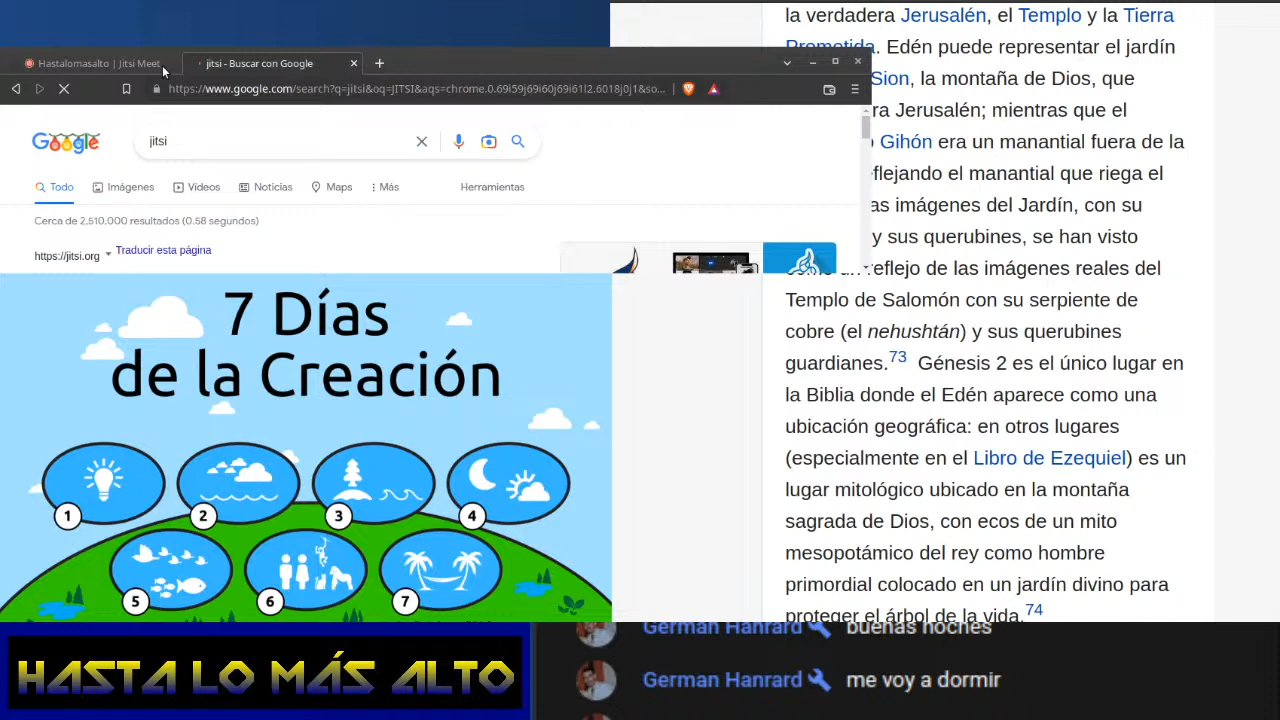 Hastalomasalto | Jitsi Meet
jitsi - Buscar con Google
https://www.google.com/search?q=jitsi&oq=JITSI&aqs=chrome.0.69i59j69i60j69i61l2.6018j0j1&so...
Google
jitsi
Todo
Imágenes
Vídeos
Noticias
Maps
Más
Herramientas
Cerca de 2.510.000 resultados (0.58 segundos)
https://jitsi.org
Traducir esta página
7 Días
de la Creación
1
2
3
4
5
6
7
la verdadera Jerusalén, el Templo y la Tierra
Prometida. Edén puede representar el jardín
Sion, la montaña de Dios, que
ra Jerusalén; mientras que el
Gihón era un manantial fuera de la
eflejando el manantial que riega el
as imágenes del Jardín, con su
y sus querubines, se han visto
como un reflejo de las imágenes reales del
Templo de Salomón con su serpiente de
cobre (el nehushtán) y sus querubines
guardianes.73 Génesis 2 es el único lugar en
la Biblia donde el Edén aparece como una
ubicación geográfica: en otros lugares
(especialmente en el Libro de Ezequiel) es un
lugar mitológico ubicado en la montaña
sagrada de Dios, con ecos de un mito
mesopotámico del rey como hombre
primordial colocado en un jardín divino para
proteger el árbol de la vida.74
HASTA LO MÁS ALTO
German Hanrard buenas noches
German Hanrard me voy a dormir